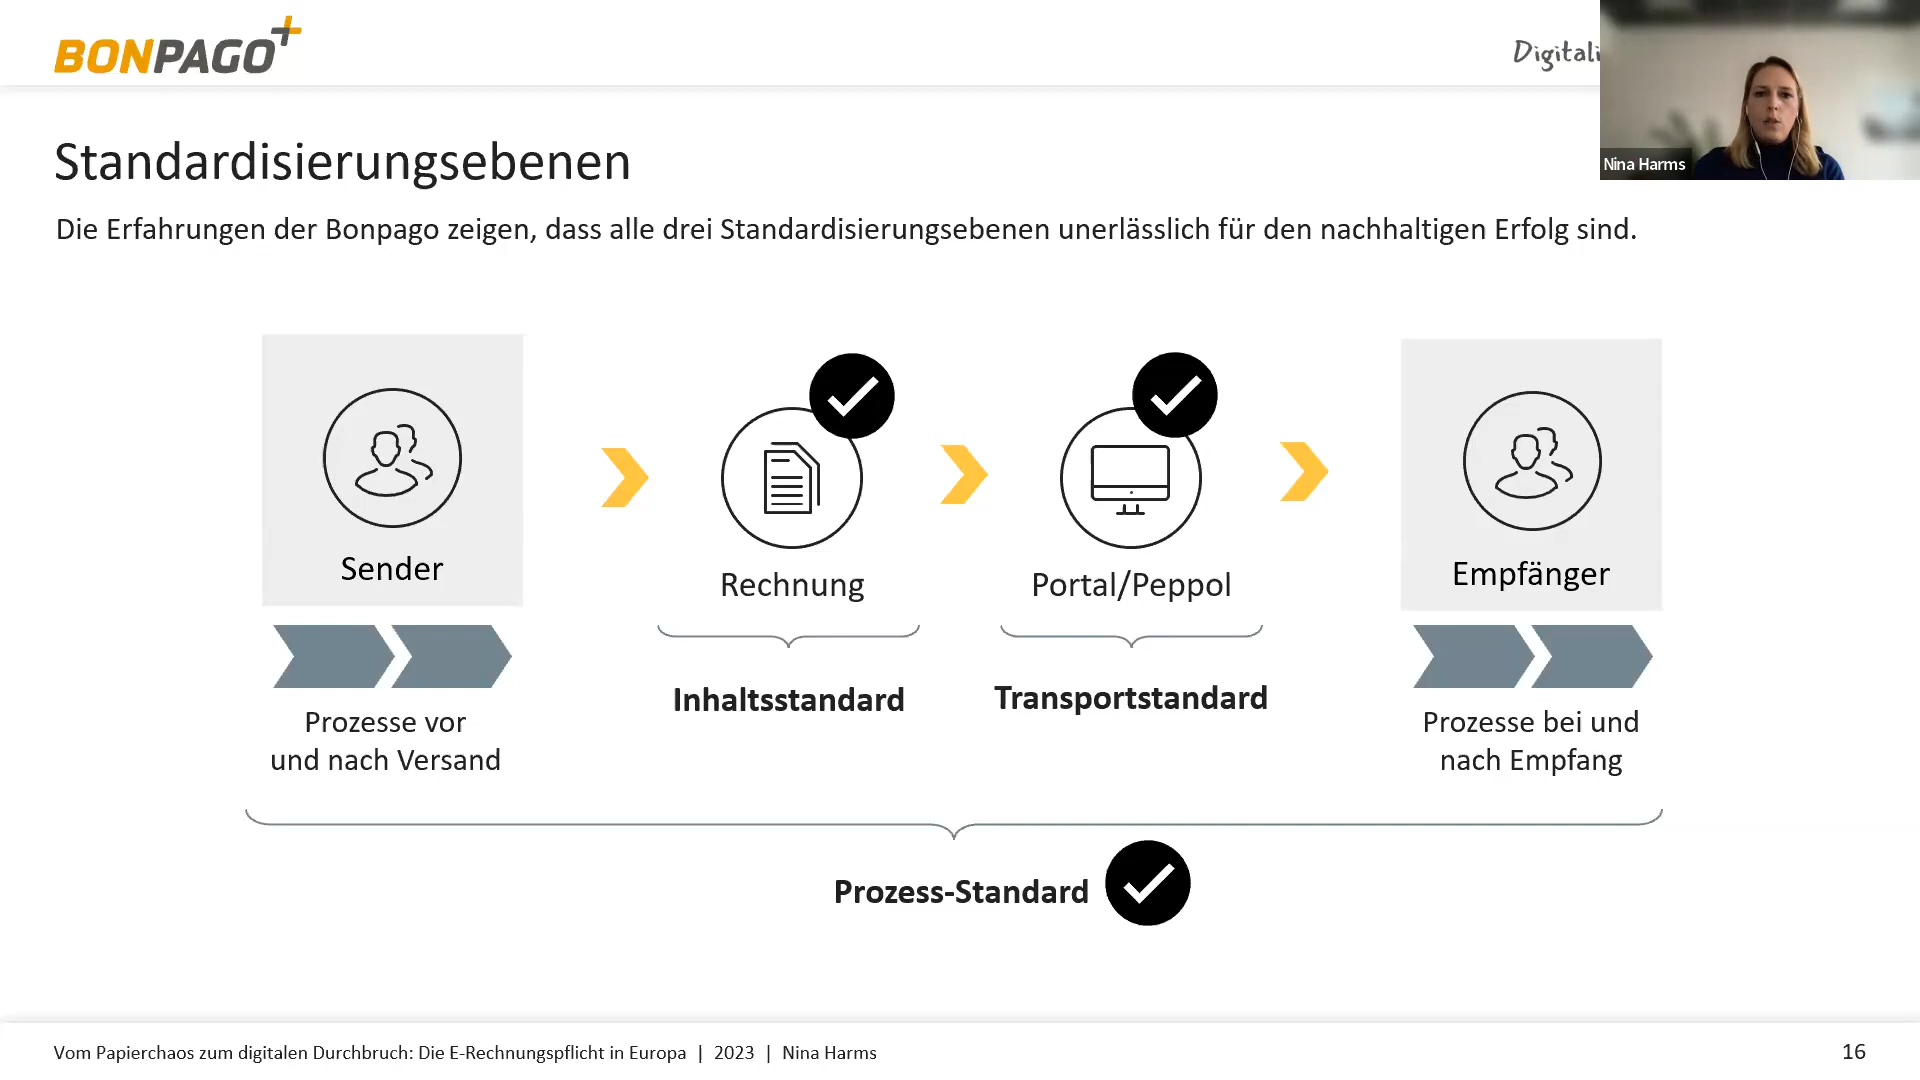 BONPAGO
Nina Harms
Standardisierungsebenen
Die Erfahrungen der Bonpago zeigen, dass alle drei Standardisierungsebenen unerlässlich für den nachhaltigen Erfolg sind.
Sender
Rechnung
Portal/Peppol
Empfänger
Inhaltsstandard
Transportstandard
Prozesse vor
und nach Versand
Prozesse bei und
nach Empfang
Prozess-Standard
Vom Papierchaos zum digitalen Durchbruch: Die E-Rechnungspflicht in Europa | 2023 | Nina Harms
16